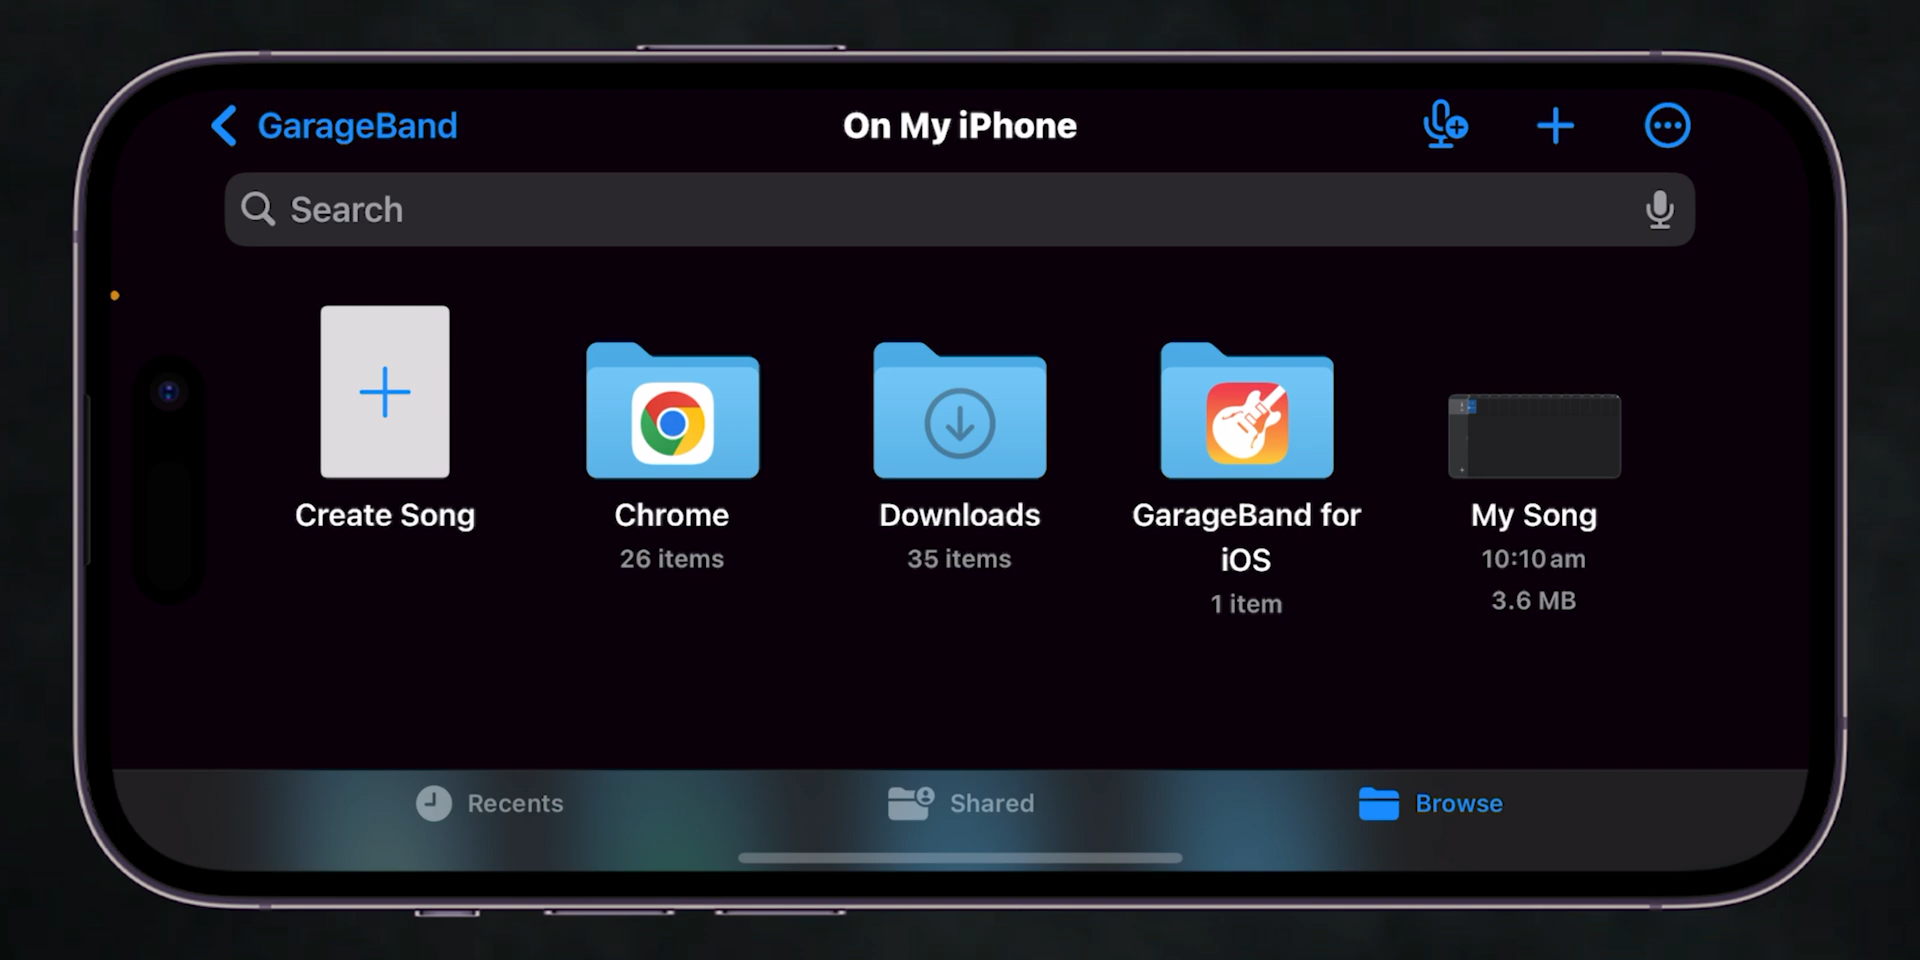 GarageBand
On My iPhone
Search
Create Song
Chrome
26 items
Downloads
35 items
GarageBand for
iOS
1 item
My Song
10:10 am
3.6 MB
Recents
Shared
Browse